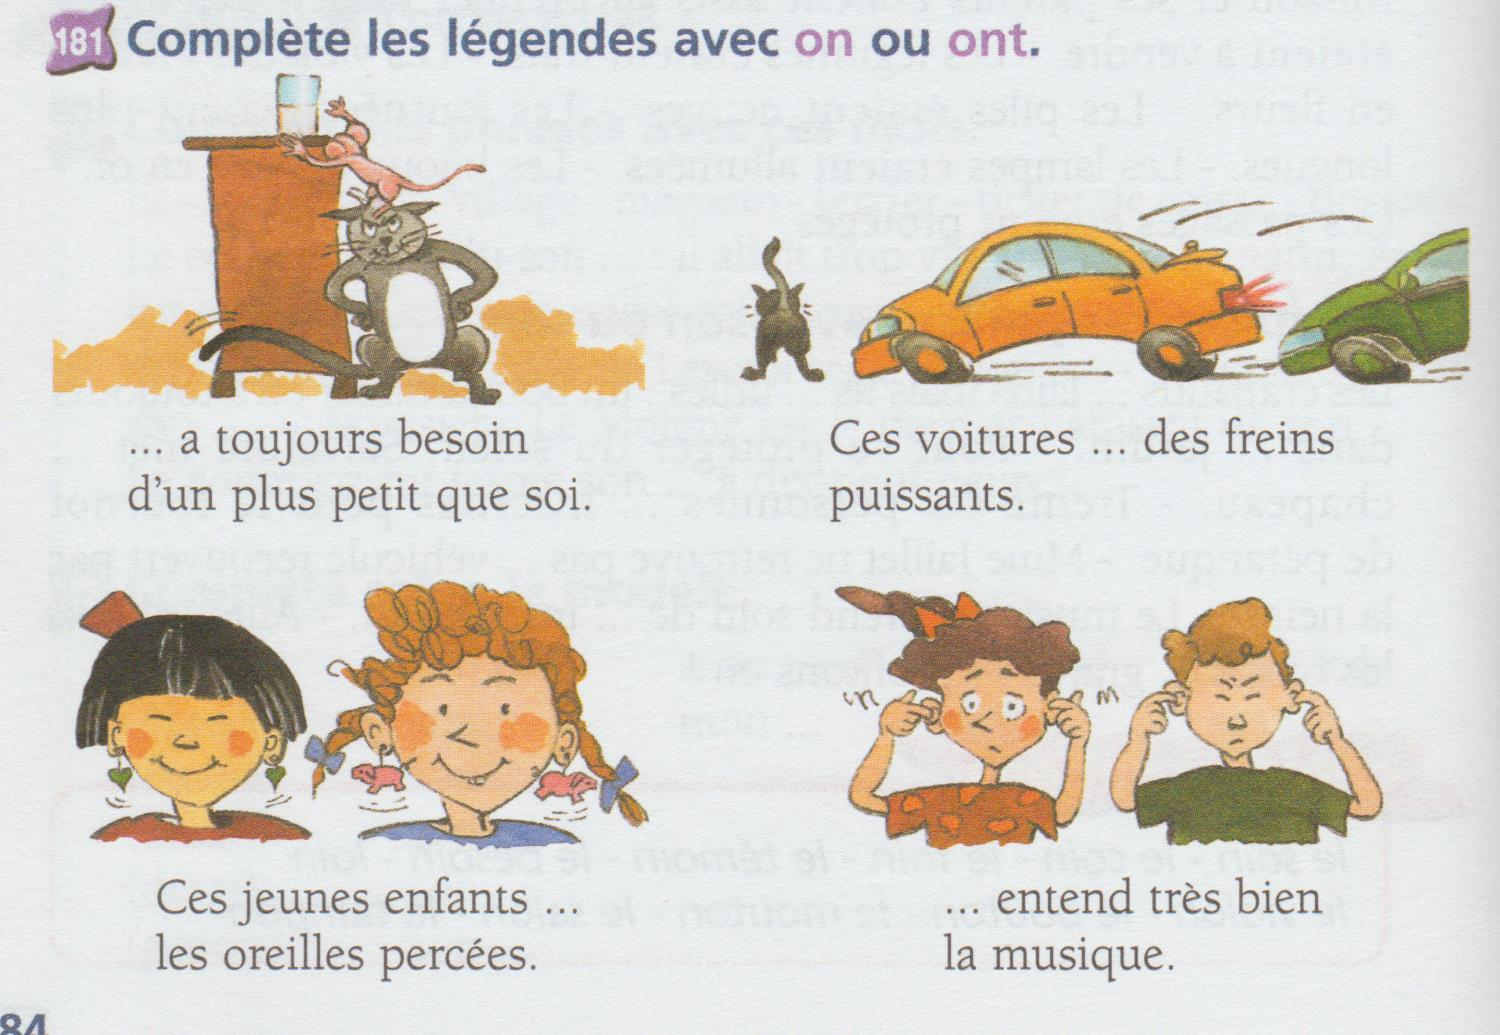 181 Complète les légendes avec on ou ont.
... a toujours besoin
d'un plus petit que soi.
Ces voitures ... des freins
puissants.
Ces jeunes enfants ...
les oreilles percées.
... entend très bien
la musique.
84